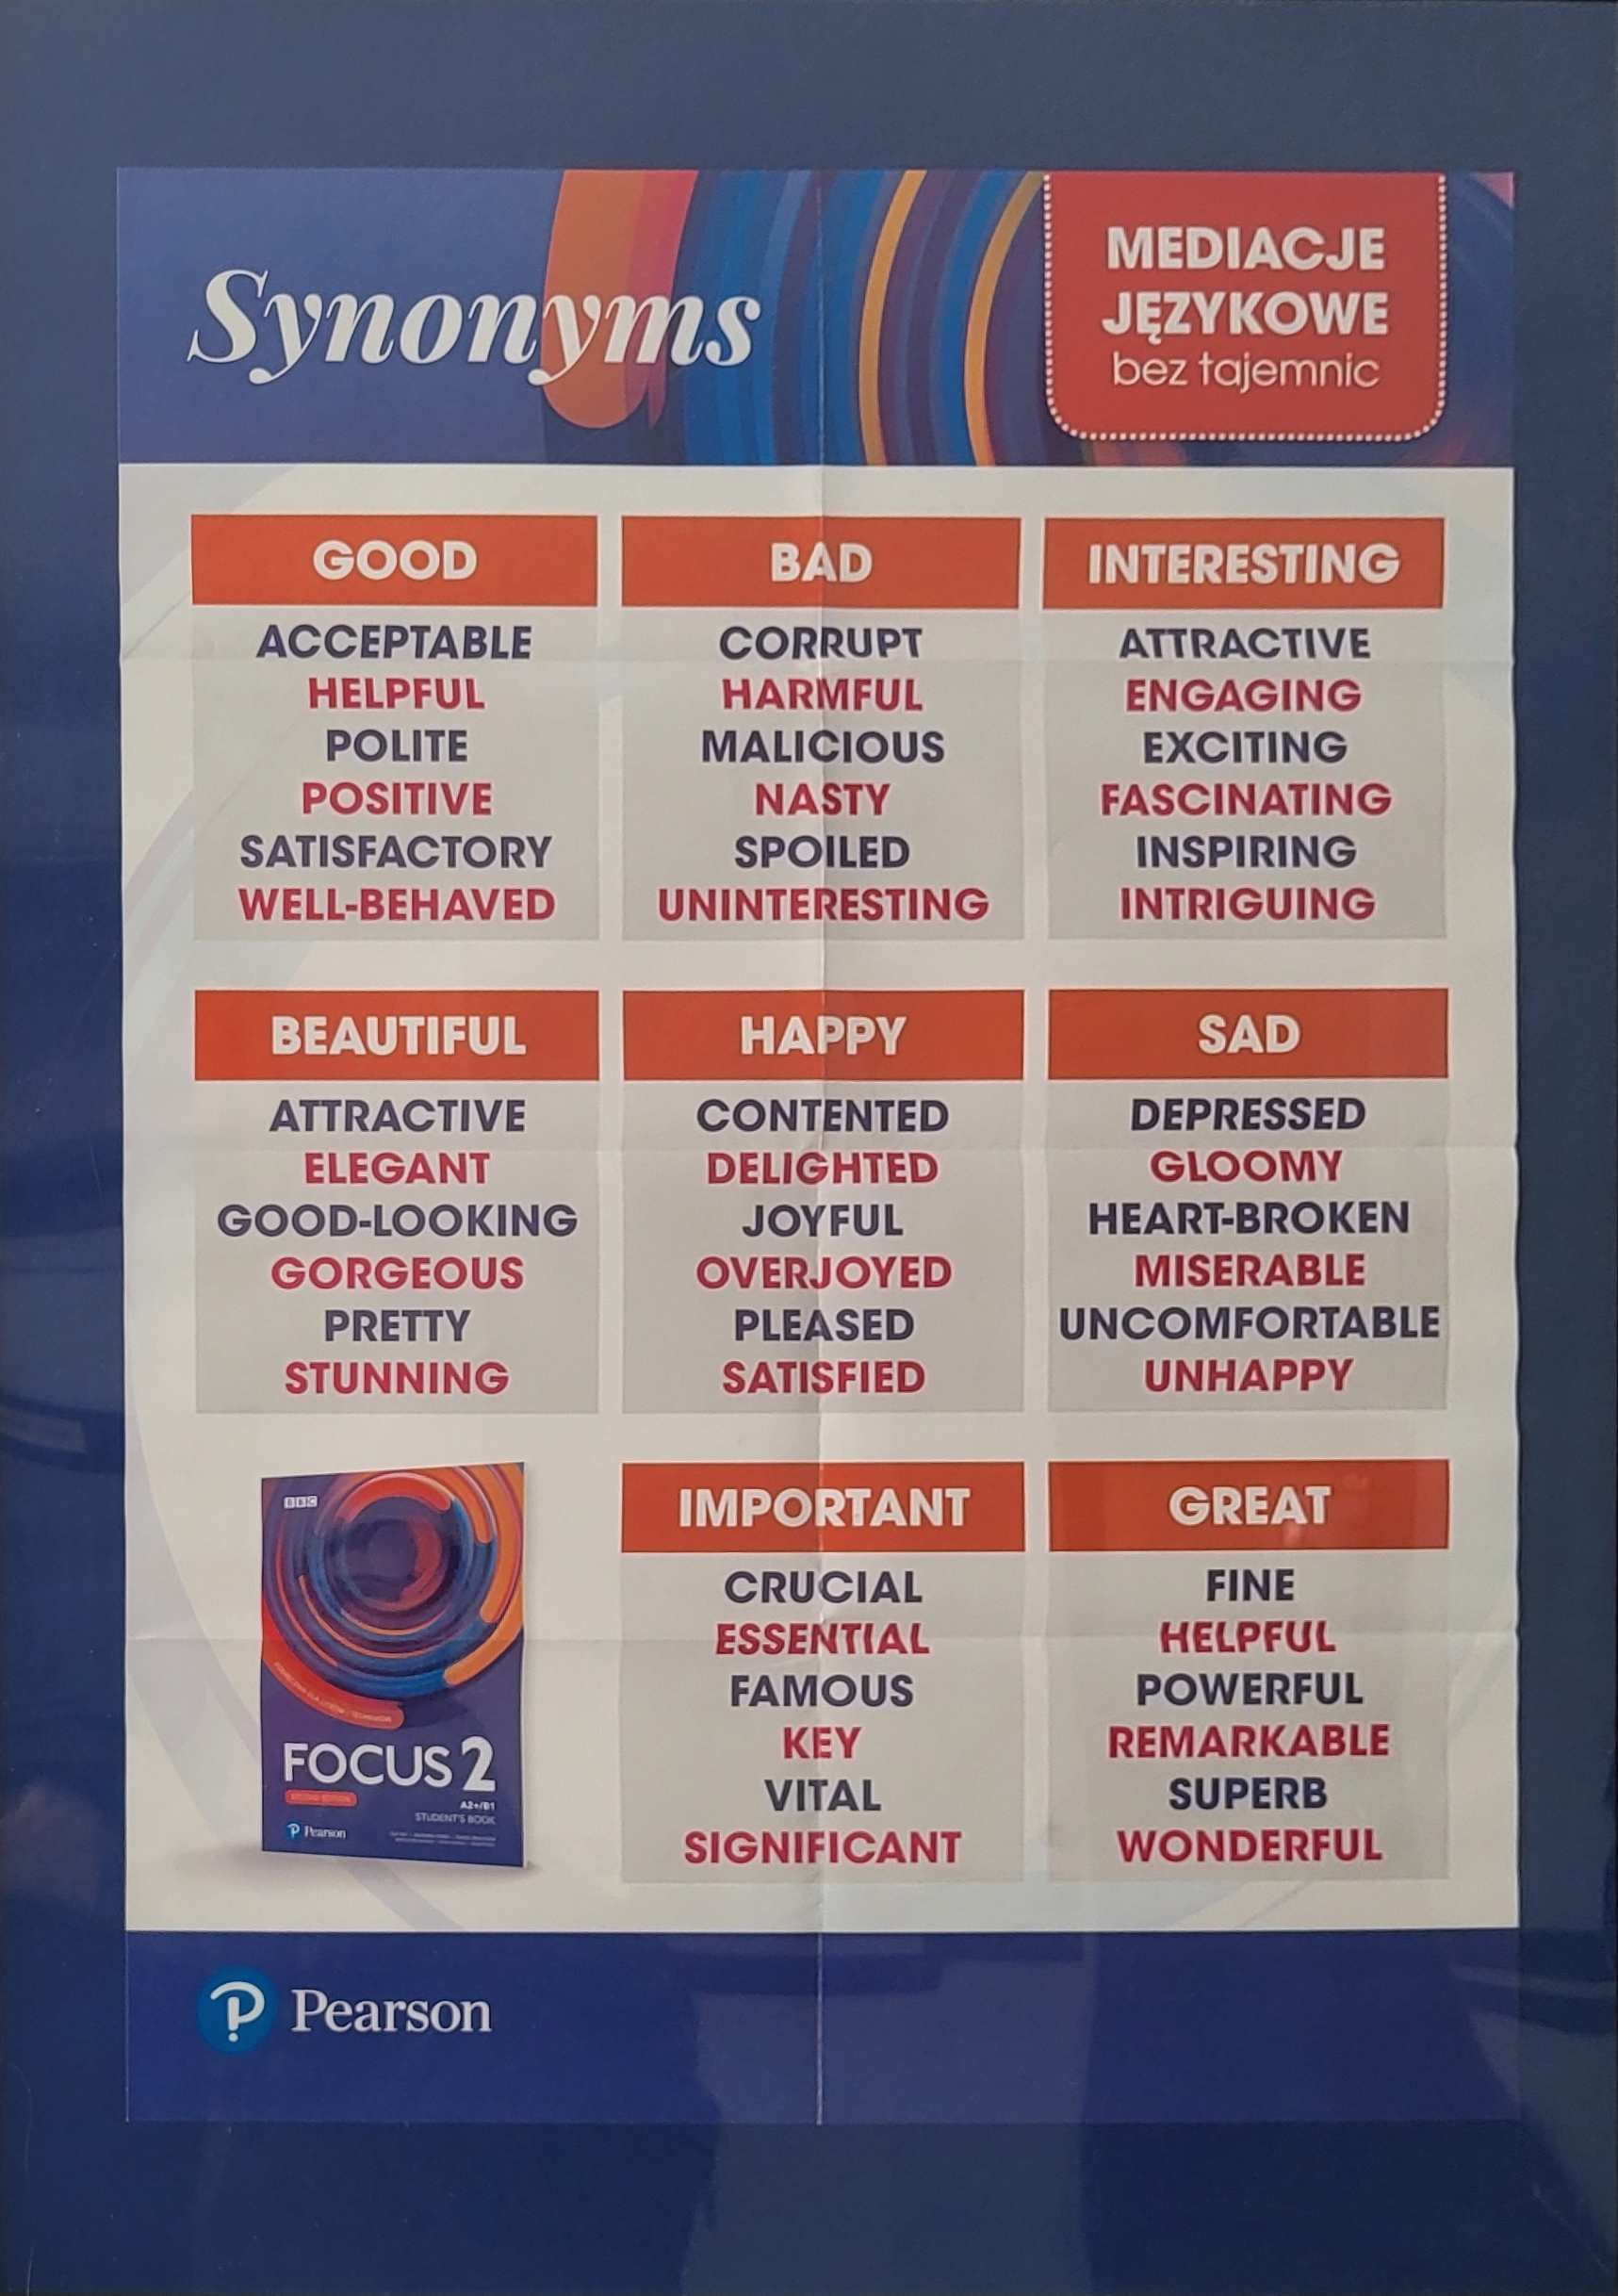 Synonyms
MEDIACJE
JĘZYKOWE
bez tajemnic
GOOD
ACCEPTABLE
HELPFUL
POLITE
POSITIVE
SATISFACTORY
WELL-BEHAVED
BAD
CORRUPT
HARMFUL
MALICIOUS
NASTY
SPOILED
UNINTERESTING
INTERESTING
ATTRACTIVE
ENGAGING
EXCITING
FASCINATING
INSPIRING
INTRIGUING
BEAUTIFUL
ATTRACTIVE
ELEGANT
GOOD-LOOKING
GORGEOUS
PRETTY
STUNNING
HAPPY
CONTENTED
DELIGHTED
JOYFUL
OVERJOYED
PLEASED
SATISFIED
SAD
DEPRESSED
GLOOMY
HEART-BROKEN
MISERABLE
UNCOMFORTABLE
UNHAPPY
BBC
FOCUS 2
SECOND EDITION
A2+/B1
STUDENT'S BOOK
Pearson
IMPORTANT
CRUCIAL
ESSENTIAL
FAMOUS
KEY
VITAL
SIGNIFICANT
GREAT
FINE
HELPFUL
POWERFUL
REMARKABLE
SUPERB
WONDERFUL
Pearson